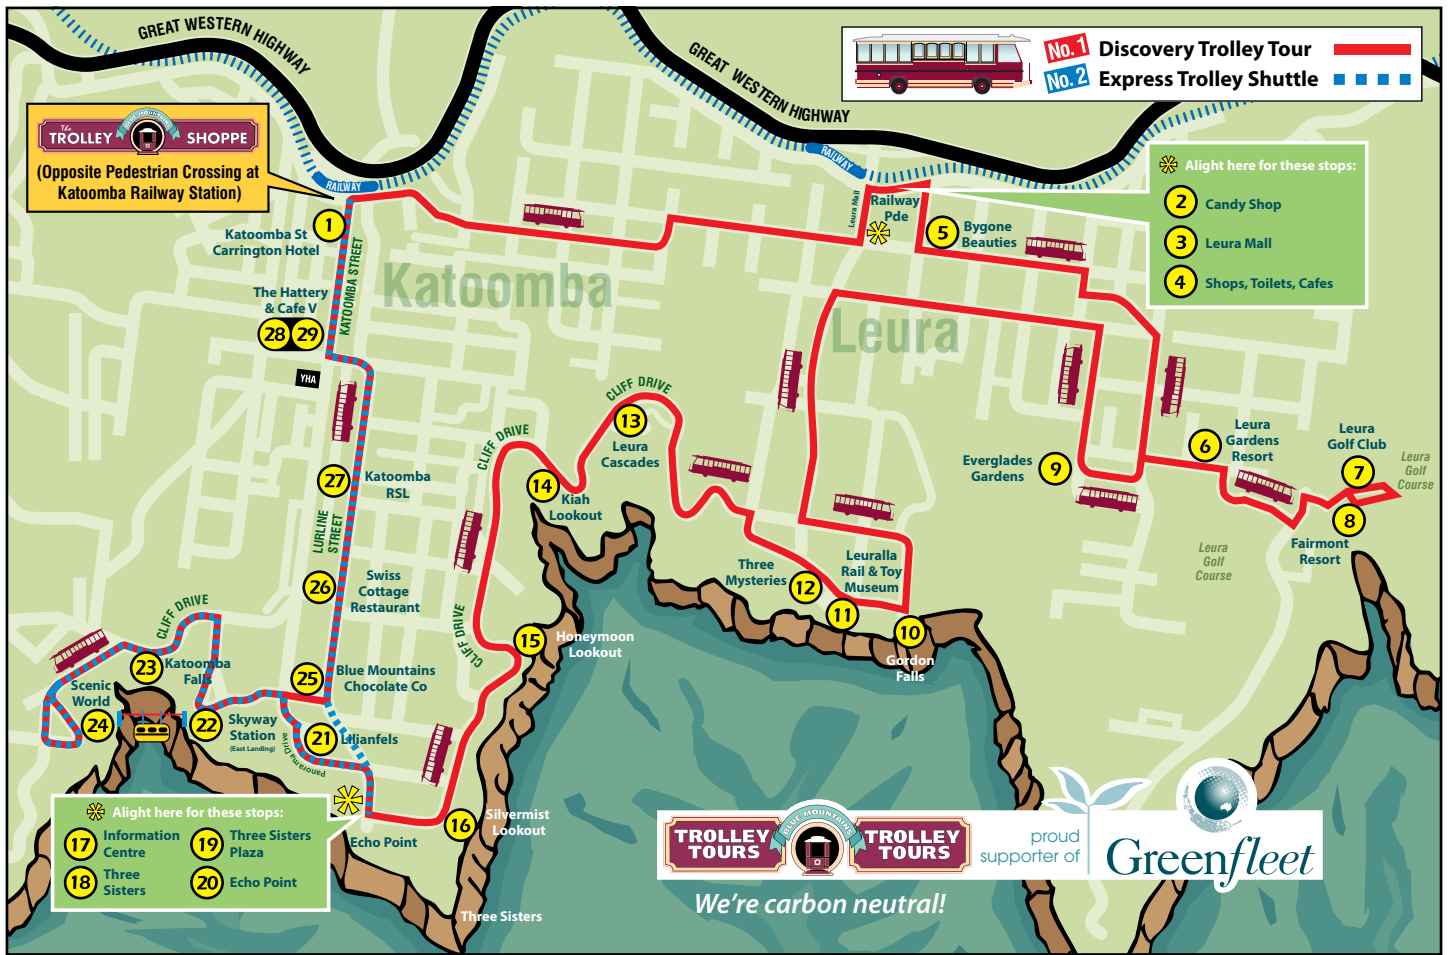 GREAT WESTERN HIGHWAY
GREAT WESTERN HIGHWAY
No. 1 Discovery Trolley Tour
No. 2 Express Trolley Shuttle
The
TROLLEY SHOPPE
BLUE MOUNTAINS
(Opposite Pedestrian Crossing at
Katoomba Railway Station)
RAILWAY
RAILWAY
Alight here for these stops:
2 Candy Shop
3 Leura Mall
4 Shops, Toilets, Cafes
1
Katoomba St
Carrington Hotel
KATOOMBA STREET
Leura Mall
Railway
Pde
5 Bygone
Beauties
Katoomba
Leura
The Hattery
& Cafe V
28 29
YHA
CLIFF DRIVE
13
Leura
Cascades
CLIFF DRIVE
14
Kiah
Lookout
27
Katoomba
RSL
LURLINE
STREET
26
Swiss
Cottage
Restaurant
Everglades
Gardens
9
6
Leura
Gardens
Resort
Leura
Golf Club
7
Leura
Golf
Course
8
Fairmont
Resort
Leura
Golf
Course
Three
Mysteries
12
Leuralla
Rail & Toy
Museum
11
10
Gordon
Falls
CLIFF DRIVE
15
Honeymoon
Lookout
CLIFF DRIVE
23
Katoomba
Falls
Scenic
World
24
22
Skyway
Station
(East Landing)
25
Blue Mountains
Chocolate Co
21
Lilianfels
Panorama Drive
Echo Point
16
Silvermist
Lookout
Three Sisters
Alight here for these stops:
17 Information
Centre
18 Three
Sisters
19 Three Sisters
Plaza
20 Echo Point
TROLLEY
TOURS
BLUE MOUNTAINS
TROLLEY
TOURS
We're carbon neutral!
proud
supporter of
Greenfleet